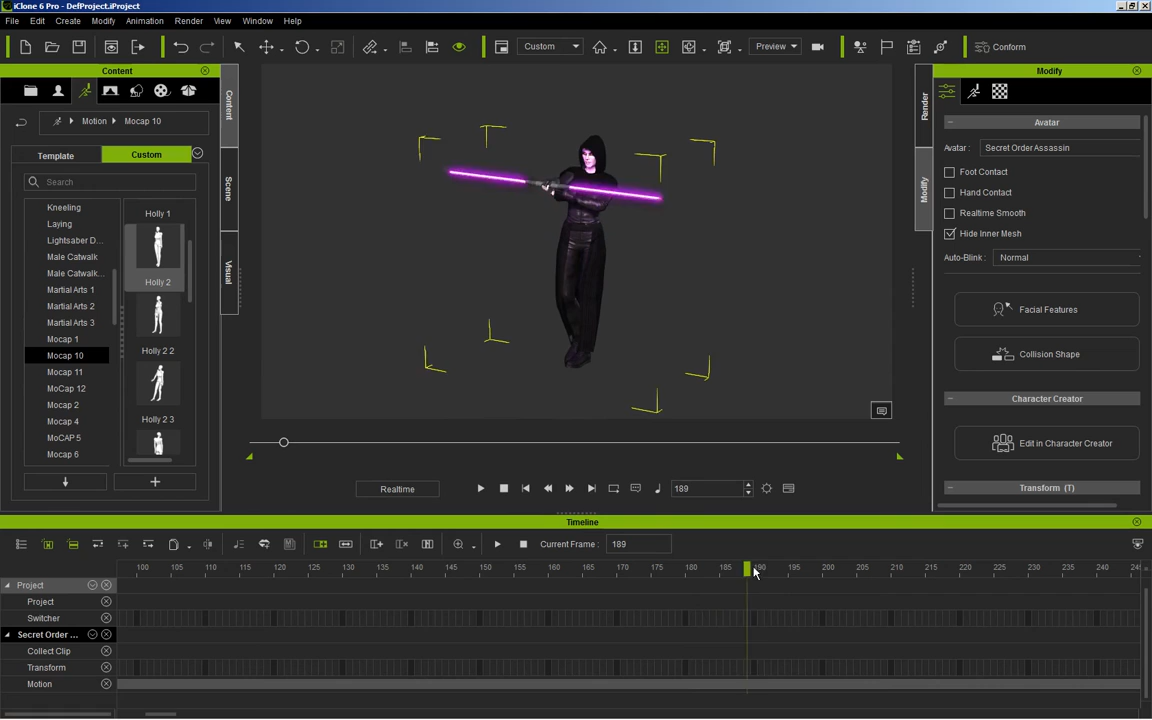 iClone 6 Pro - DefProject.iProject
File Edit Create Modify Animation Render View Window Help
Custom Preview Conform
Content
Motion Mocap 10
Template Custom
Search
Kneeling
Laying
Lightsaber D...
Male Catwalk
Male Catwalk...
Martial Arts 1
Martial Arts 2
Martial Arts 3
Mocap 1
Mocap 10
Mocap 11
MoCap 12
Mocap 2
Mocap 4
MoCAP 5
Mocap 6
Holly 1
Holly 2
Holly 2 2
Holly 2 3
Content
Scene
Visual
Render
Modify
Modify
Avatar
Avatar : Secret Order Assassin
Foot Contact
Hand Contact
Realtime Smooth
Hide Inner Mesh
Auto-Blink : Normal
Facial Features
Collision Shape
Character Creator
Edit in Character Creator
Transform (T)
Realtime 189
Timeline
Current Frame : 189
100 105 110 115 120 125 130 135 140 145 150 155 160 165 170 175 180 185 190 195 200 205 210 215 220 225 230 235 240 245
Project
Project
Switcher
Secret Order ...
Collect Clip
Transform
Motion